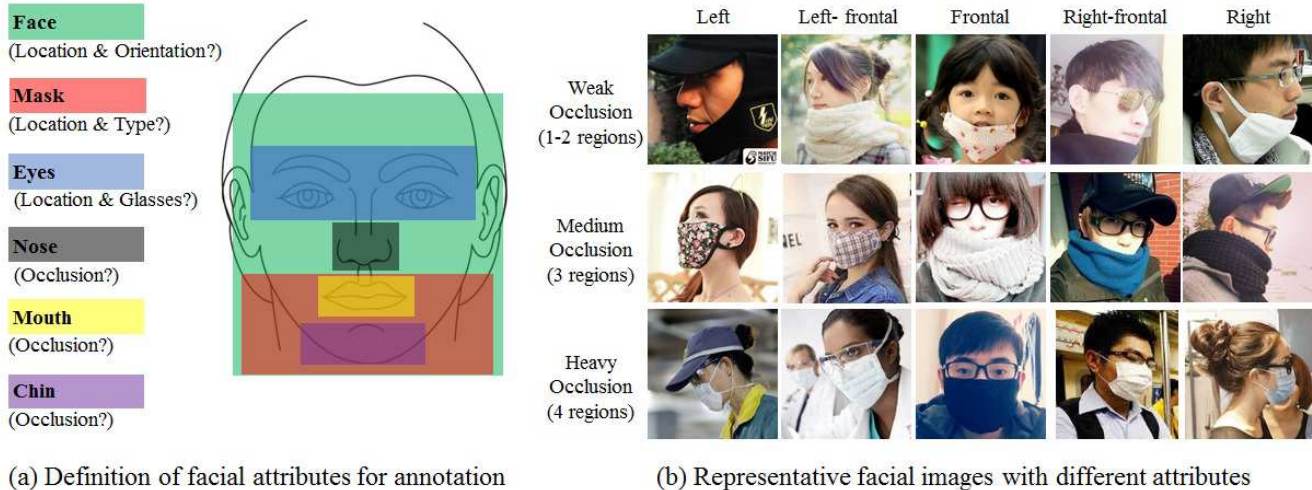 Face
(Location & Orientation?)
Mask
(Location & Type?)
Eyes
(Location & Glasses?)
Nose
(Occlusion?)
Mouth
(Occlusion?)
Chin
(Occlusion?)
(a) Definition of facial attributes for annotation
Left
Left- frontal
Frontal
Right-frontal
Right
Weak
Occlusion
(1-2 regions)
Medium
Occlusion
(3 regions)
NEL
Heavy
Occlusion
(4 regions)
(b) Representative facial images with different attributes